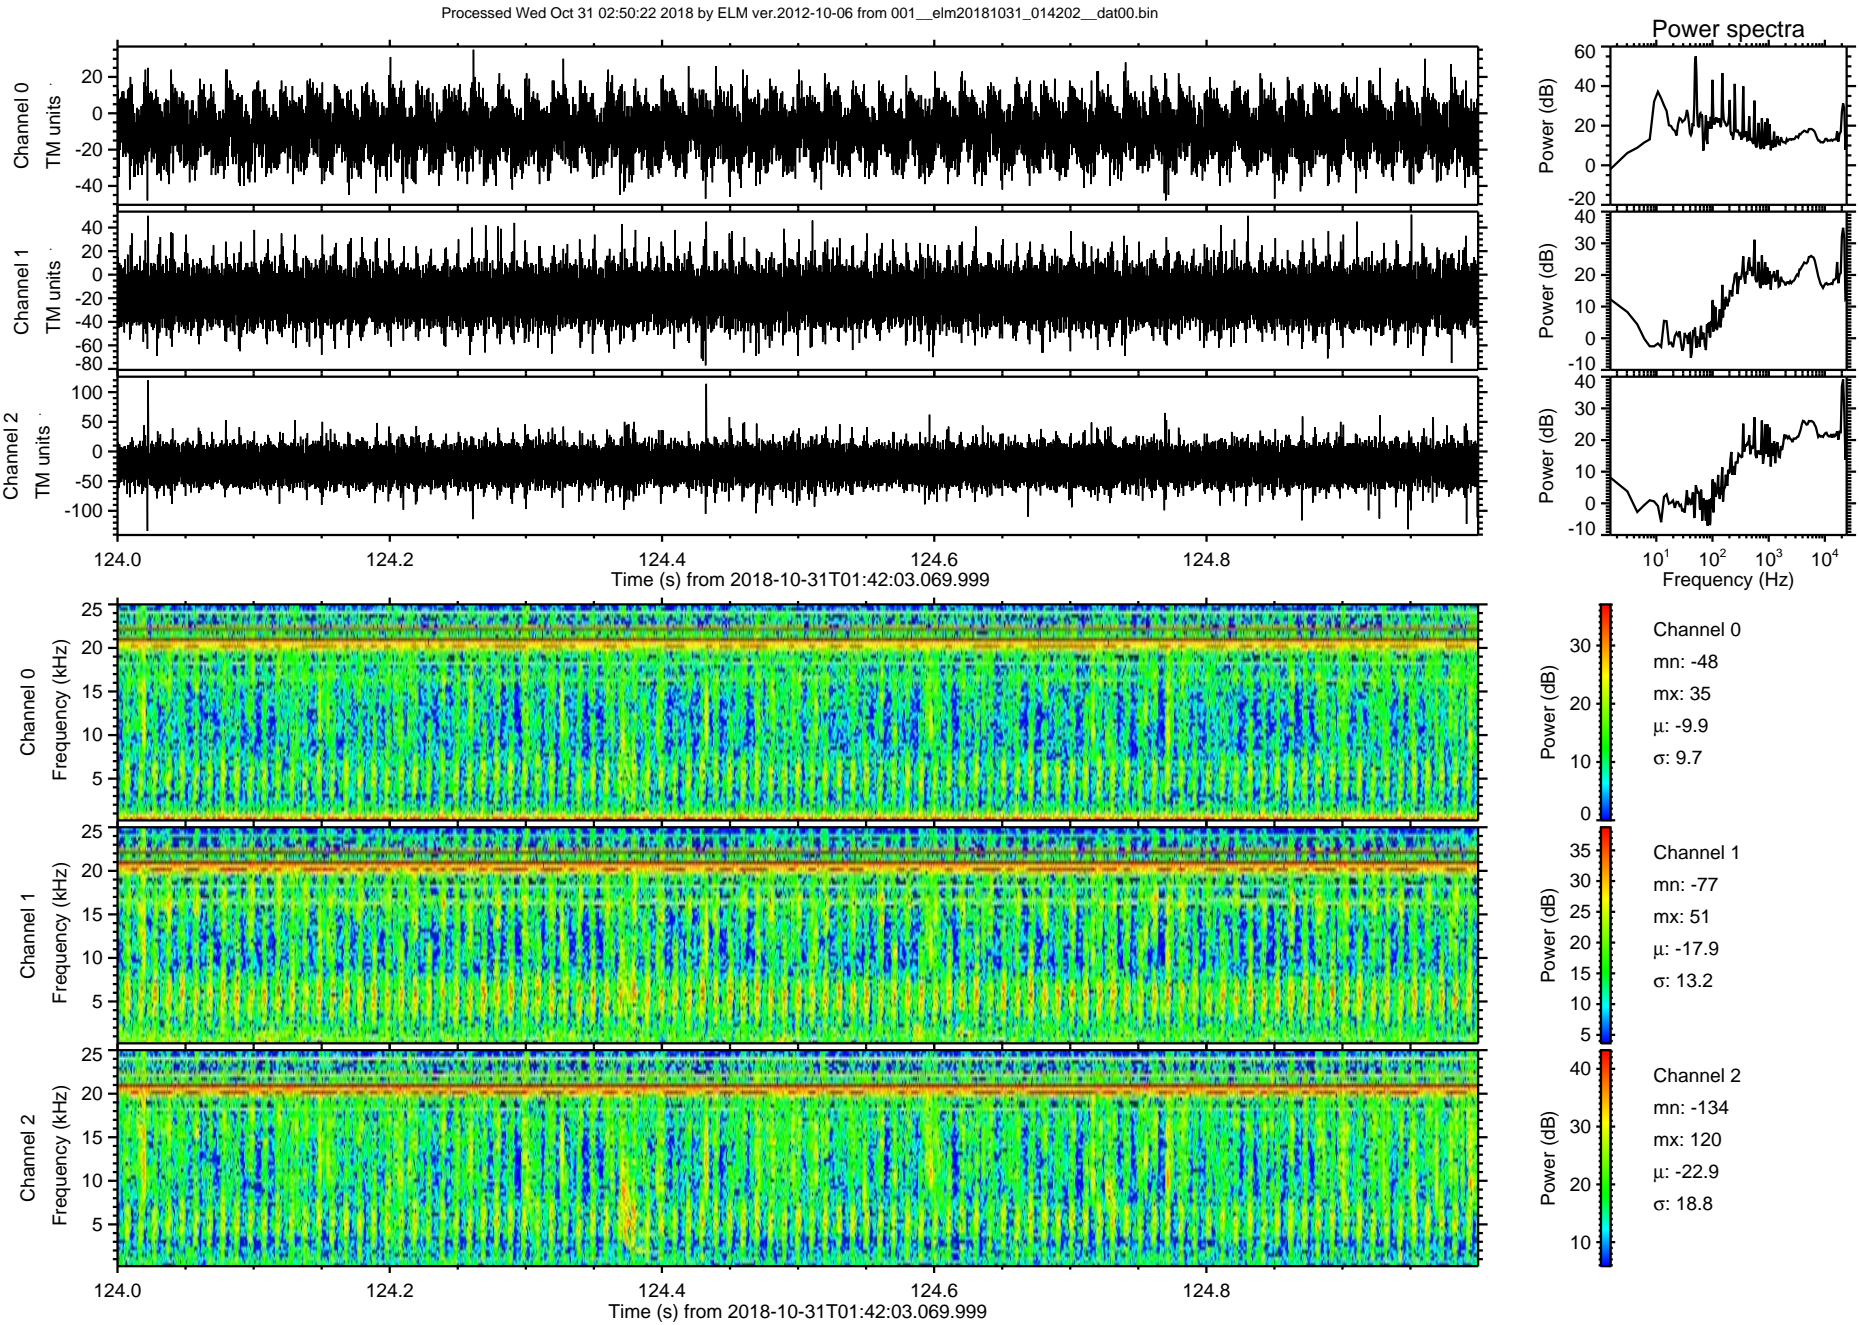 Processed Wed Oct 31 02:50:22 2018 by ELM ver.2012-10-06 from 001__elm20181031_014202__dat00.bin
Power spectra
Channel 0
TM units
20
0
-20
-40
Power (dB)
60
40
20
0
-20
Channel 1
TM units
40
20
0
-20
-40
-60
-80
Power (dB)
40
30
20
10
0
-10
Channel 2
TM units
100
50
0
-50
-100
Power (dB)
40
30
20
10
0
-10
124.0 124.2 124.4 124.6 124.8
Time (s) from 2018-10-31T01:42:03.069.999
10¹ 10² 10³ 10⁴
Frequency (Hz)
Channel 0
Frequency (kHz)
25
20
15
10
5
Power (dB)
30
20
10
0
Channel 0
mn: -48
mx: 35
μ: -9.9
σ: 9.7
Channel 1
Frequency (kHz)
25
20
15
10
5
Power (dB)
35
30
25
20
15
10
5
Channel 1
mn: -77
mx: 51
μ: -17.9
σ: 13.2
Channel 2
Frequency (kHz)
25
20
15
10
5
Power (dB)
40
30
20
10
Channel 2
mn: -134
mx: 120
μ: -22.9
σ: 18.8
124.0 124.2 124.4 124.6 124.8
Time (s) from 2018-10-31T01:42:03.069.999